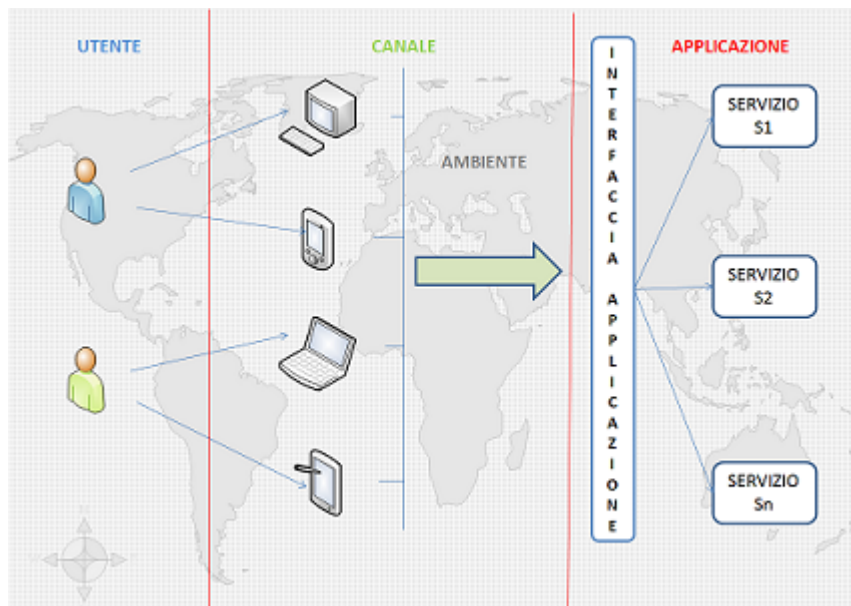 UTENTE
CANALE
APPLICAZIONE
AMBIENTE
INTERFACCIA APPLICAZIONE
SERVIZIO
S1
SERVIZIO
S2
SERVIZIO
Sn